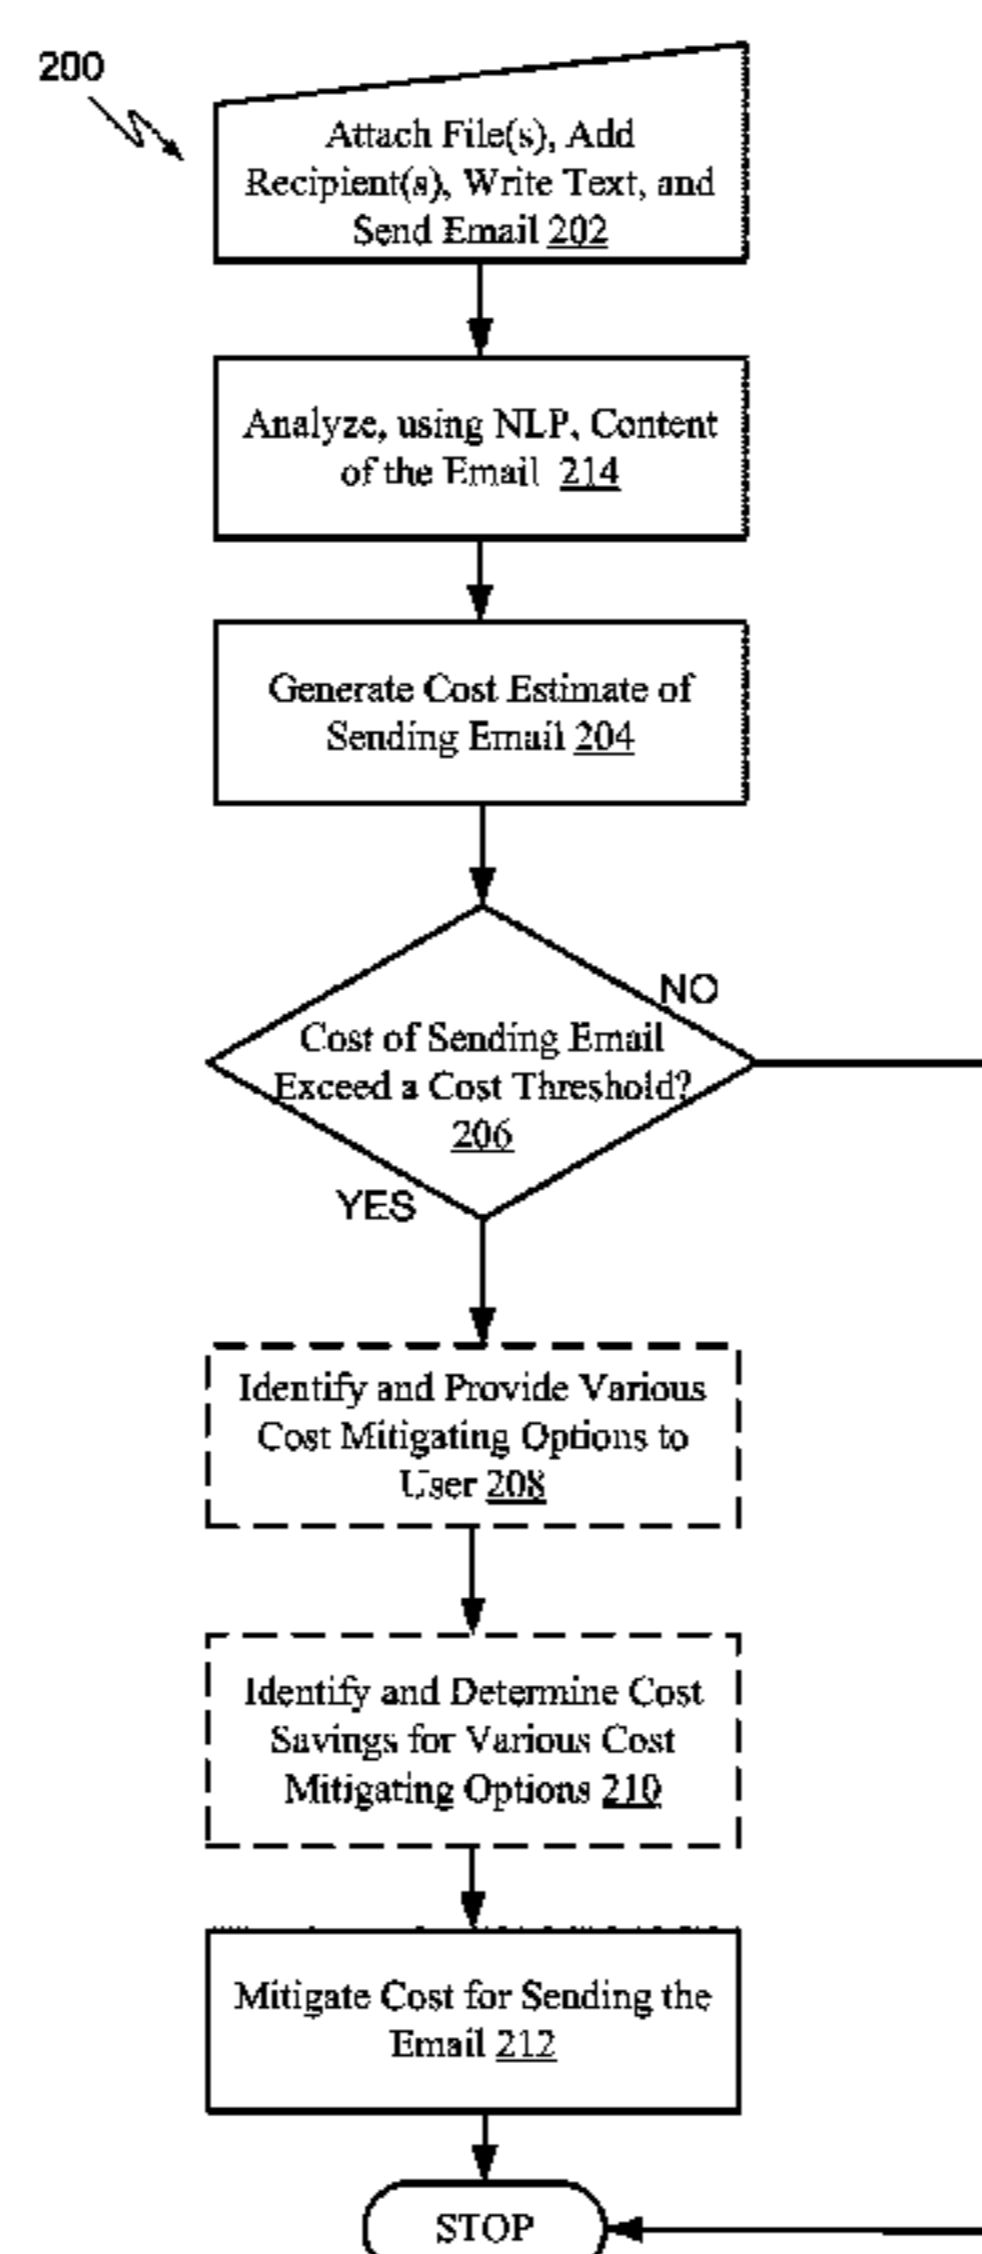 200
Attach File(s), Add
Recipient(s), Write Text, and
Send Email 202
Analyze, using NLP, Content
of the Email 214
Generate Cost Estimate of
Sending Email 204
NO
Cost of Sending Email
Exceed a Cost Threshold?
206
YES
Identify and Provide Various
Cost Mitigating Options to
User 208
Identify and Determine Cost
Savings for Various Cost
Mitigating Options 210
Mitigate Cost for Sending the
Email 212
STOP